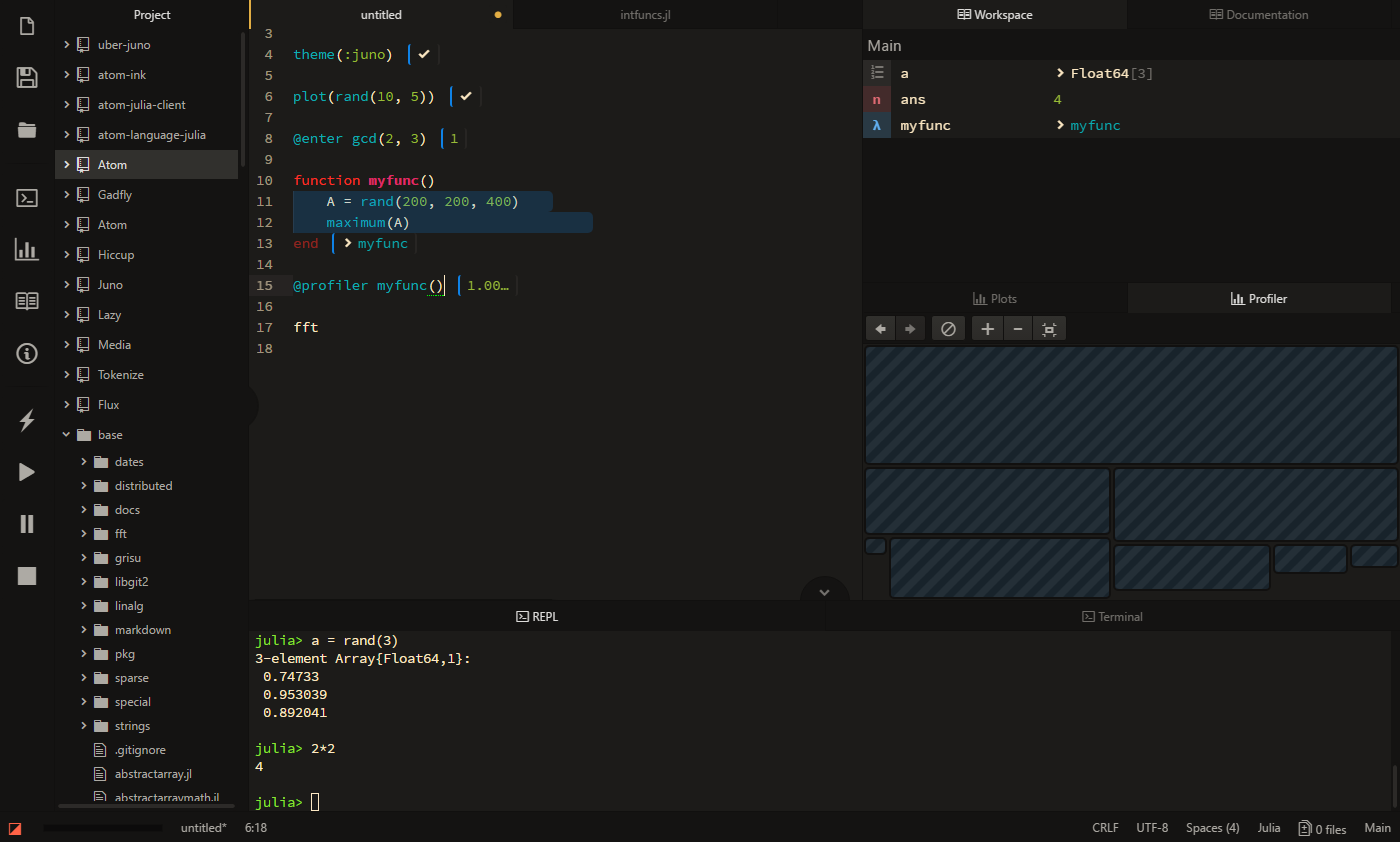 Project
uber-juno
atom-ink
atom-julia-client
atom-language-julia
Atom
Gadfly
Atom
Hiccup
Juno
Lazy
Media
Tokenize
Flux
base
dates
distributed
docs
fft
grisu
libgit2
linalg
markdown
pkg
sparse
special
strings
.gitignore
abstractarray.jl
abstractarraymath.jl
untitled
intfuncs.jl
3
4 theme(:juno) ✔
5
6 plot(rand(10, 5)) ✔
7
8 @enter gcd(2, 3) 1
9
10 function myfunc()
11 A = rand(200, 200, 400)
12 maximum(A)
13 end > myfunc
14
15 @profiler myfunc() 1.00…
16
17 fft
18
Workspace
Documentation
Main
a > Float64[3]
n ans 4
λ myfunc > myfunc
Plots
Profiler
REPL
Terminal
julia> a = rand(3)
3-element Array{Float64,1}:
0.74733
0.953039
0.892041
julia> 2*2
4
julia>
untitled* 6:18
CRLF UTF-8 Spaces (4) Julia 0 files Main